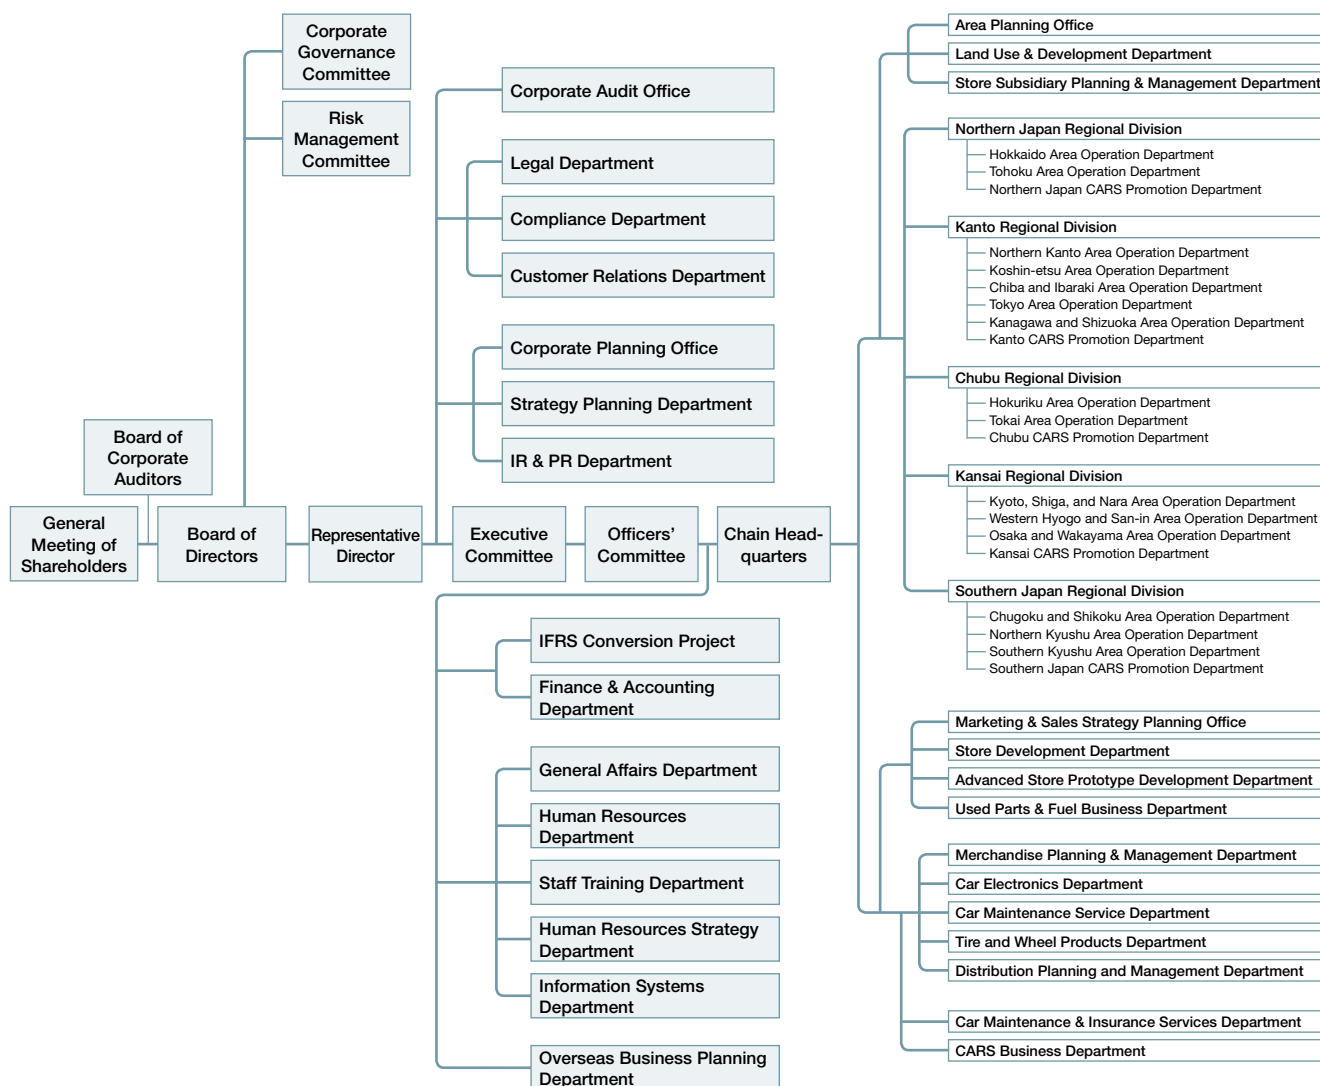 Corporate
Governance
Committee
Risk
Management
Committee
Board of
Corporate
Auditors
General
Meeting of
Shareholders
Board of
Directors
Representative
Director
Executive
Committee
Officers’
Committee
Chain Head-
quarters
Corporate Audit Office
Legal Department
Compliance Department
Customer Relations Department
Corporate Planning Office
Strategy Planning Department
IR & PR Department
IFRS Conversion Project
Finance & Accounting
Department
General Affairs Department
Human Resources
Department
Staff Training Department
Human Resources Strategy
Department
Information Systems
Department
Overseas Business Planning
Department
Area Planning Office
Land Use & Development Department
Store Subsidiary Planning & Management Department
Northern Japan Regional Division
Hokkaido Area Operation Department
Tohoku Area Operation Department
Northern Japan CARS Promotion Department
Kanto Regional Division
Northern Kanto Area Operation Department
Koshin-etsu Area Operation Department
Chiba and Ibaraki Area Operation Department
Tokyo Area Operation Department
Kanagawa and Shizuoka Area Operation Department
Kanto CARS Promotion Department
Chubu Regional Division
Hokuriku Area Operation Department
Tokai Area Operation Department
Chubu CARS Promotion Department
Kansai Regional Division
Kyoto, Shiga, and Nara Area Operation Department
Western Hyogo and San-in Area Operation Department
Osaka and Wakayama Area Operation Department
Kansai CARS Promotion Department
Southern Japan Regional Division
Chugoku and Shikoku Area Operation Department
Northern Kyushu Area Operation Department
Southern Kyushu Area Operation Department
Southern Japan CARS Promotion Department
Marketing & Sales Strategy Planning Office
Store Development Department
Advanced Store Prototype Development Department
Used Parts & Fuel Business Department
Merchandise Planning & Management Department
Car Electronics Department
Car Maintenance Service Department
Tire and Wheel Products Department
Distribution Planning and Management Department
Car Maintenance & Insurance Services Department
CARS Business Department